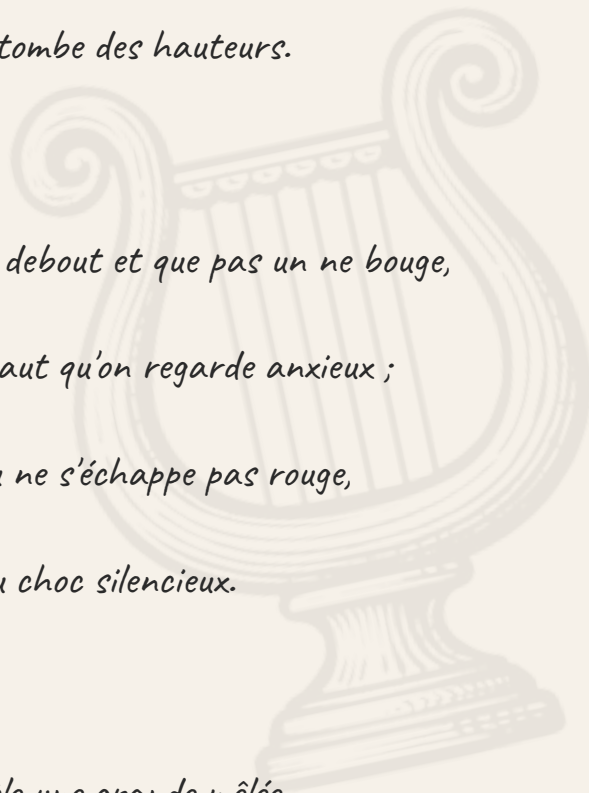 tombe des hauteurs.
debout et que pas un ne bouge,
qu'on regarde anxieux ;
ne s'échappe pas rouge,
choc silencieux.